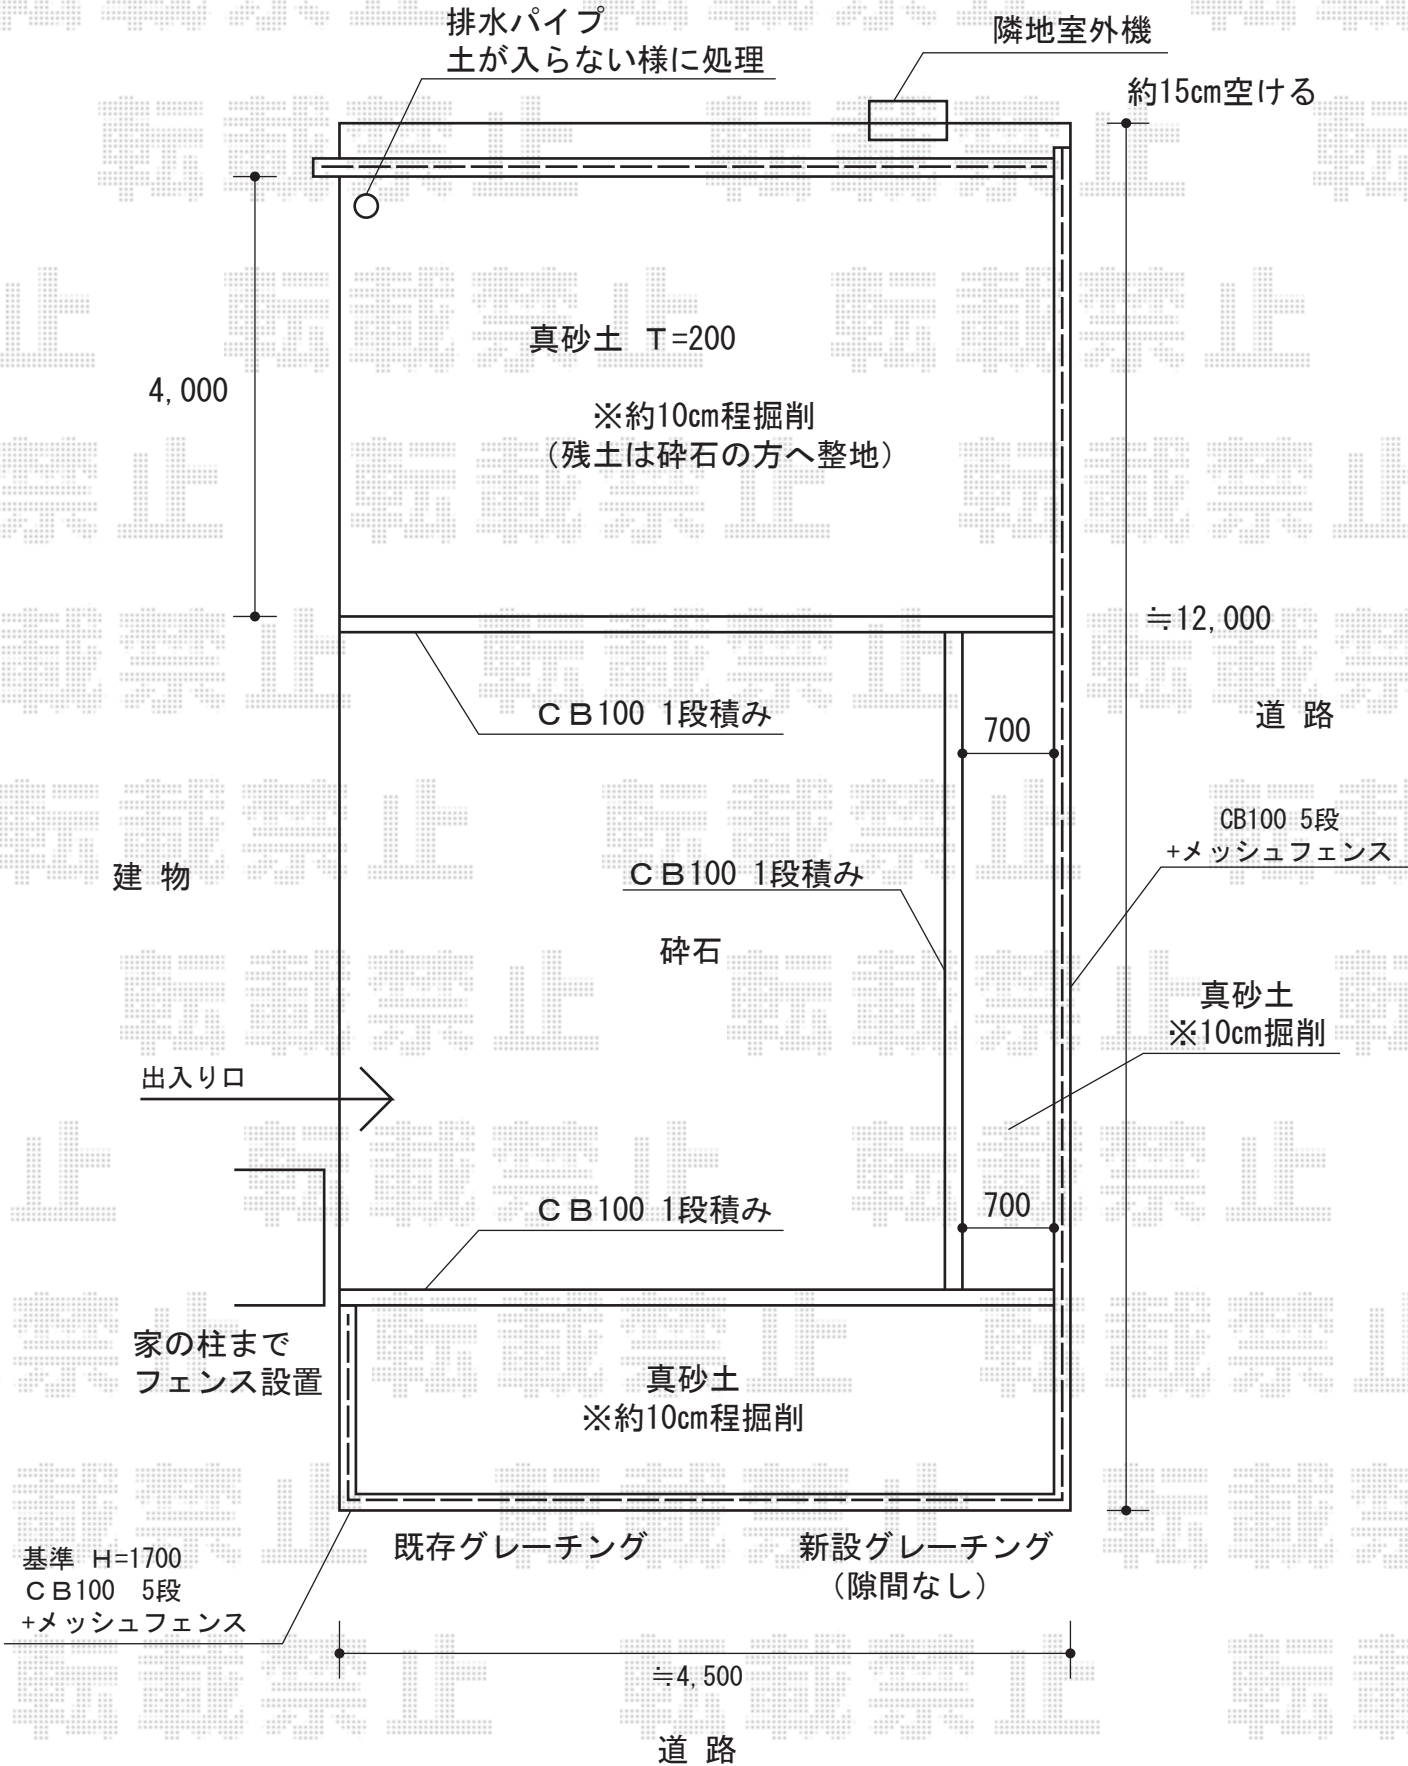 排水パイプ
土が入らない様に処理
隣地室外機
約15cm空ける
真砂土 T=200
4,000
※約10cm程掘削
(残土は砕石の方へ整地)
≒12,000
CB100 1段積み
700
道 路
CB100 5段
+メッシュフェンス
建 物
CB100 1段積み
砕石
真砂土
※10cm掘削
出入り口
CB100 1段積み
700
家の柱まで
フェンス設置
真砂土
※約10cm程掘削
既存グレーチング
新設グレーチング
(隙間なし)
基準 H=1700
CB100 5段
+メッシュフェンス
≒4,500
道 路
転載禁止